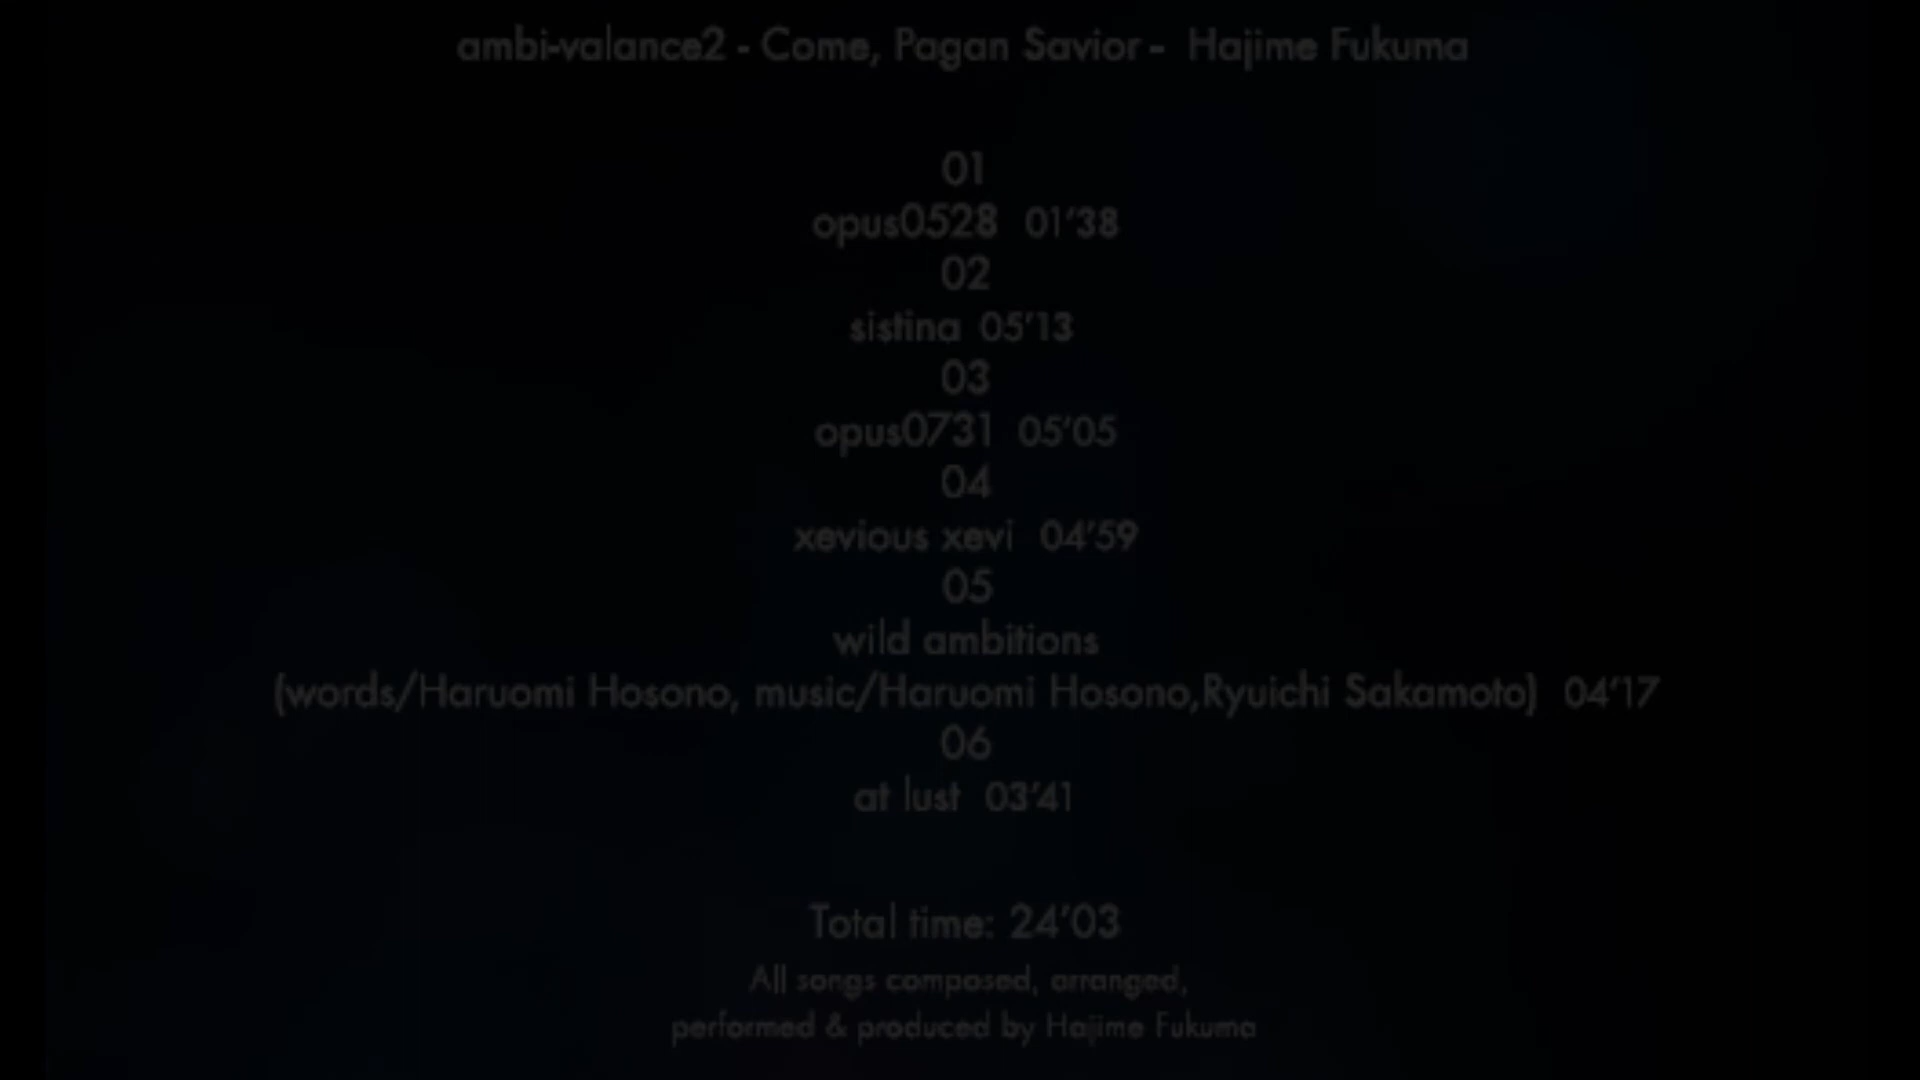 ambi-valance2 - Come, Pagan Savior - Hajime Fukuma
01
opus0528 01'38
02
sistina 05'13
03
opus0731 05'05
04
xevious xevi 04'59
05
wild ambitions
(words/Haruomi Hosono, music/Haruomi Hosono,Ryuichi Sakamoto) 04'17
06
at lust 03'41
Total time: 24'03
All songs composed, arranged,
performed & produced by Hajime Fukuma